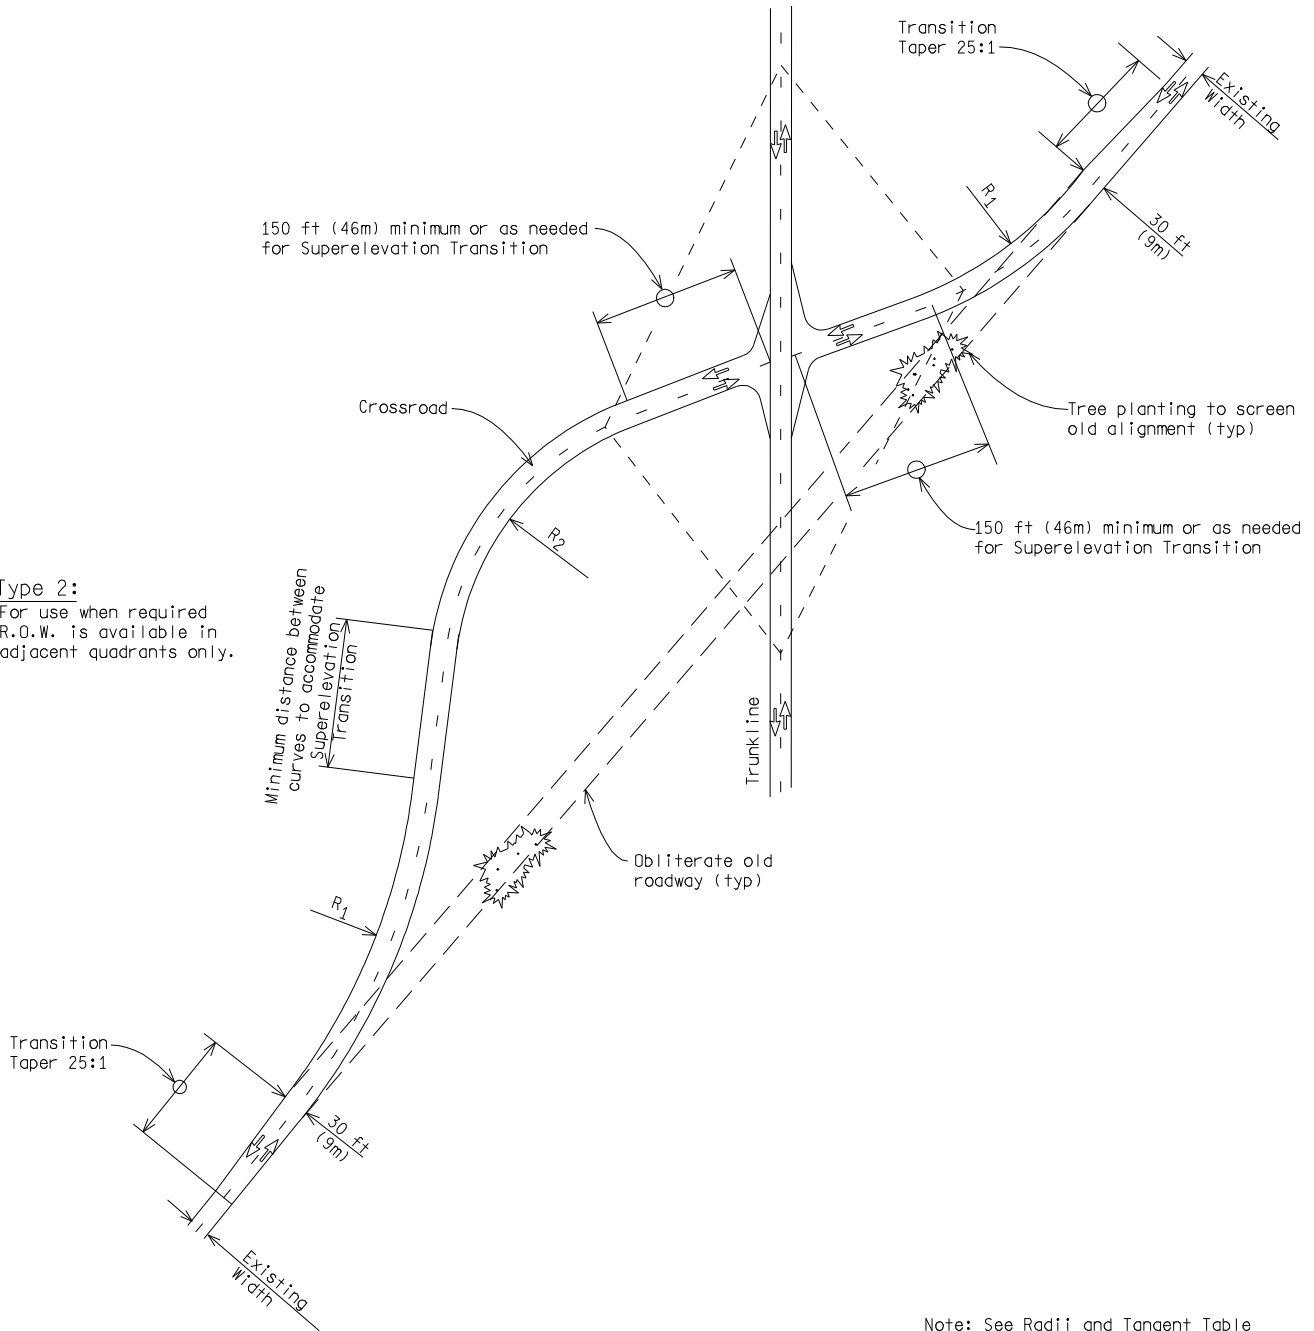 Transition
Taper 25:1
Existing
Width
R1
30 ft
(9m)
150 ft (46m) minimum or as needed
for Superelevation Transition
Crossroad
Tree planting to screen
old alignment (typ)
150 ft (46m) minimum or as needed
for Superelevation Transition
R2
Type 2:
For use when required
R.O.W. is available in
adjacent quadrants only.
Minimum distance between
curves to accommodate
Superelevation
Transition
Trunkline
Obliterate old
roadway (typ)
R1
Transition
Taper 25:1
30 ft
(9m)
Existing
Width
Note: See Radii and Tangent Table